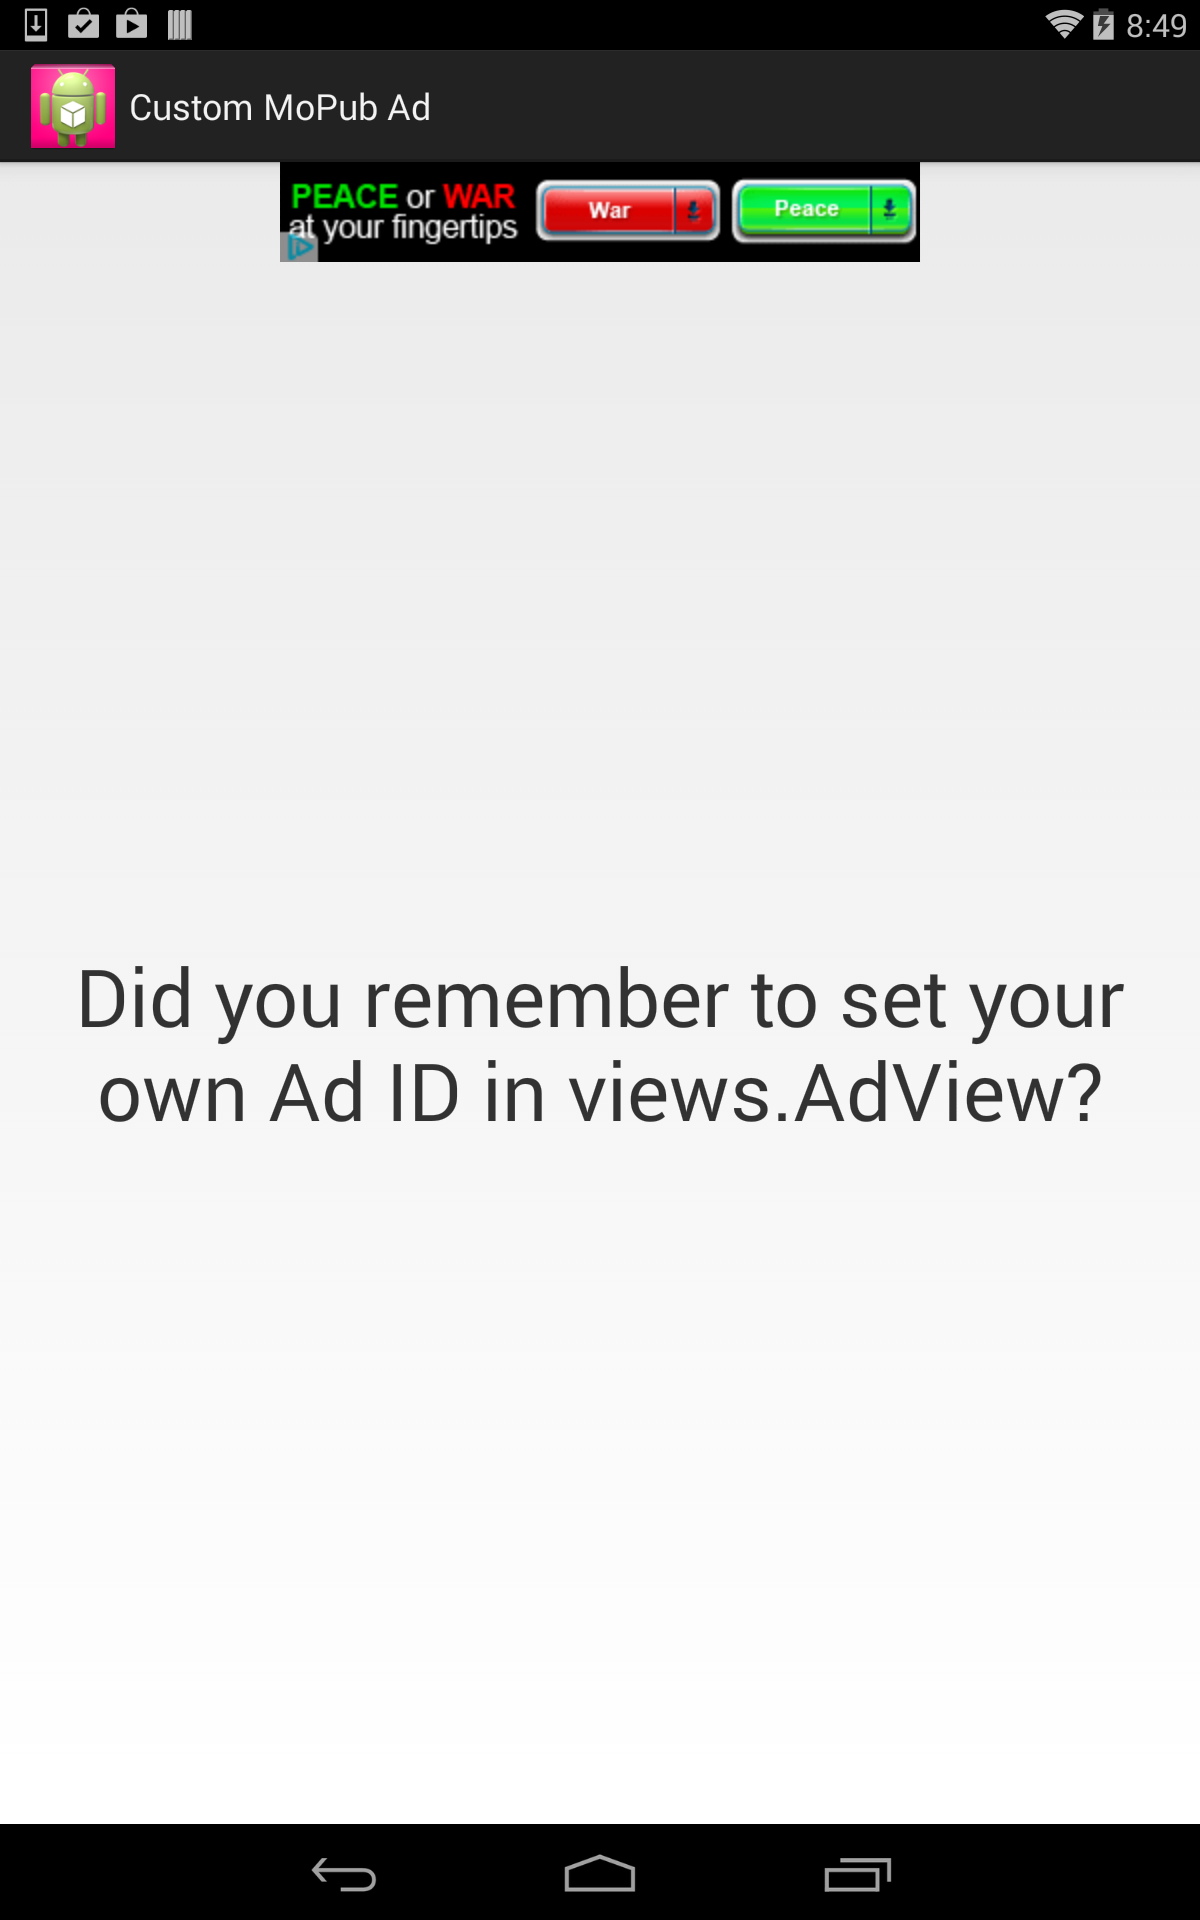 8:49
Custom MoPub Ad
PEACE or WAR
at your fingertips
War
Peace
Did you remember to set your
own Ad ID in views.AdView?